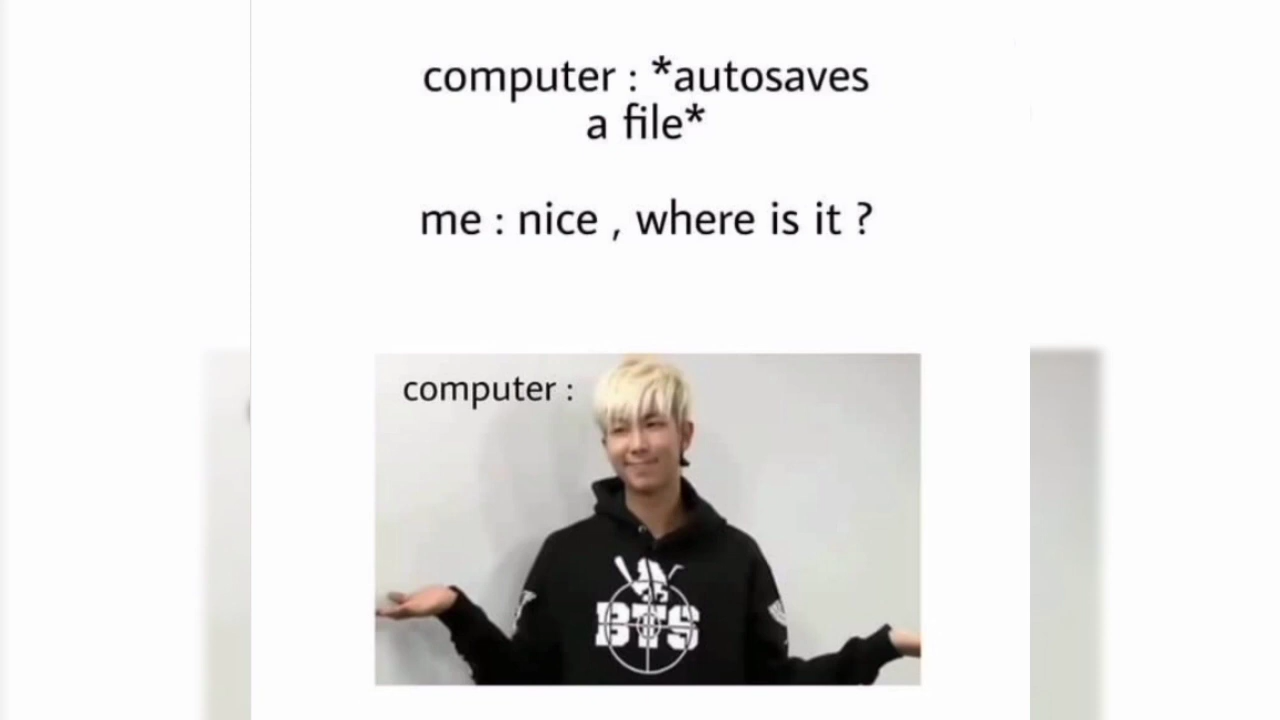 computer : *autosaves
a file*
me : nice , where is it ?
computer :
BTS